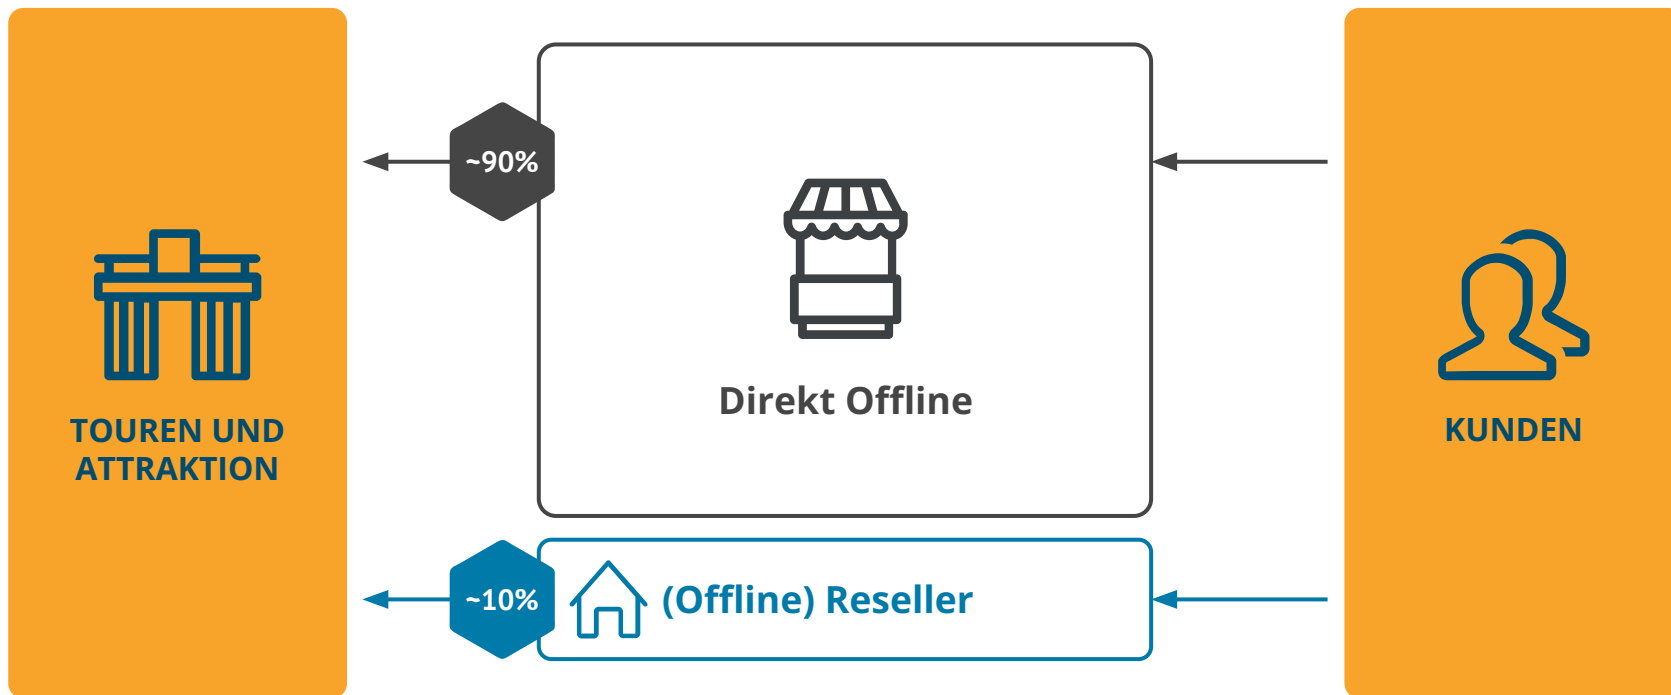 ~90%
Direkt Offline
TOUREN UND
ATTRAKTION
KUNDEN
~10%
(Offline) Reseller